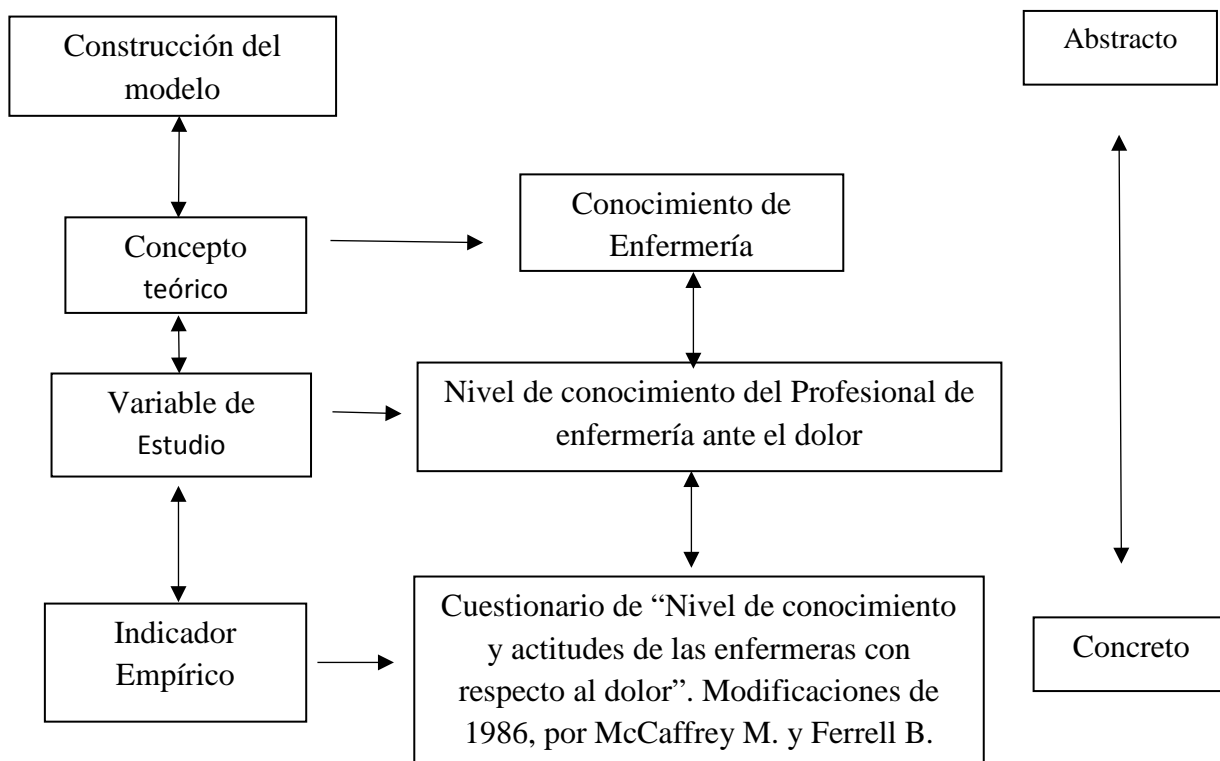 Construcción del
modelo
Abstracto
Concepto
teórico
Conocimiento de
Enfermería
Variable de
Estudio
Nivel de conocimiento del Profesional de
enfermería ante el dolor
Indicador
Empírico
Cuestionario de “Nivel de conocimiento
y actitudes de las enfermeras con
respecto al dolor”. Modificaciones de
1986, por McCaffrey M. y Ferrell B.
Concreto